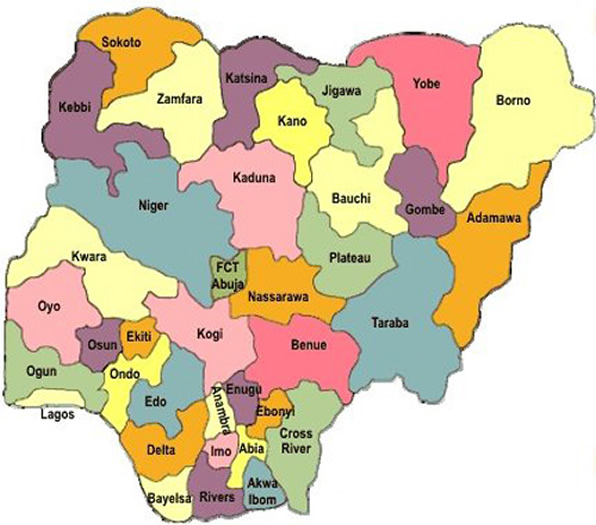 Sokoto
Kebbi
Zamfara
Katsina
Jigawa
Yobe
Borno
Kano
Kaduna
Bauchi
Gombe
Adamawa
Niger
Kwara
FCT
Abuja
Plateau
Nassarawa
Taraba
Oyo
Osun
Ekiti
Kogi
Benue
Ogun
Ondo
Lagos
Edo
Anambra
Enugu
Ebonyi
Cross
River
Delta
Imo
Abia
Bayelsa
Rivers
Akwa
Ibom